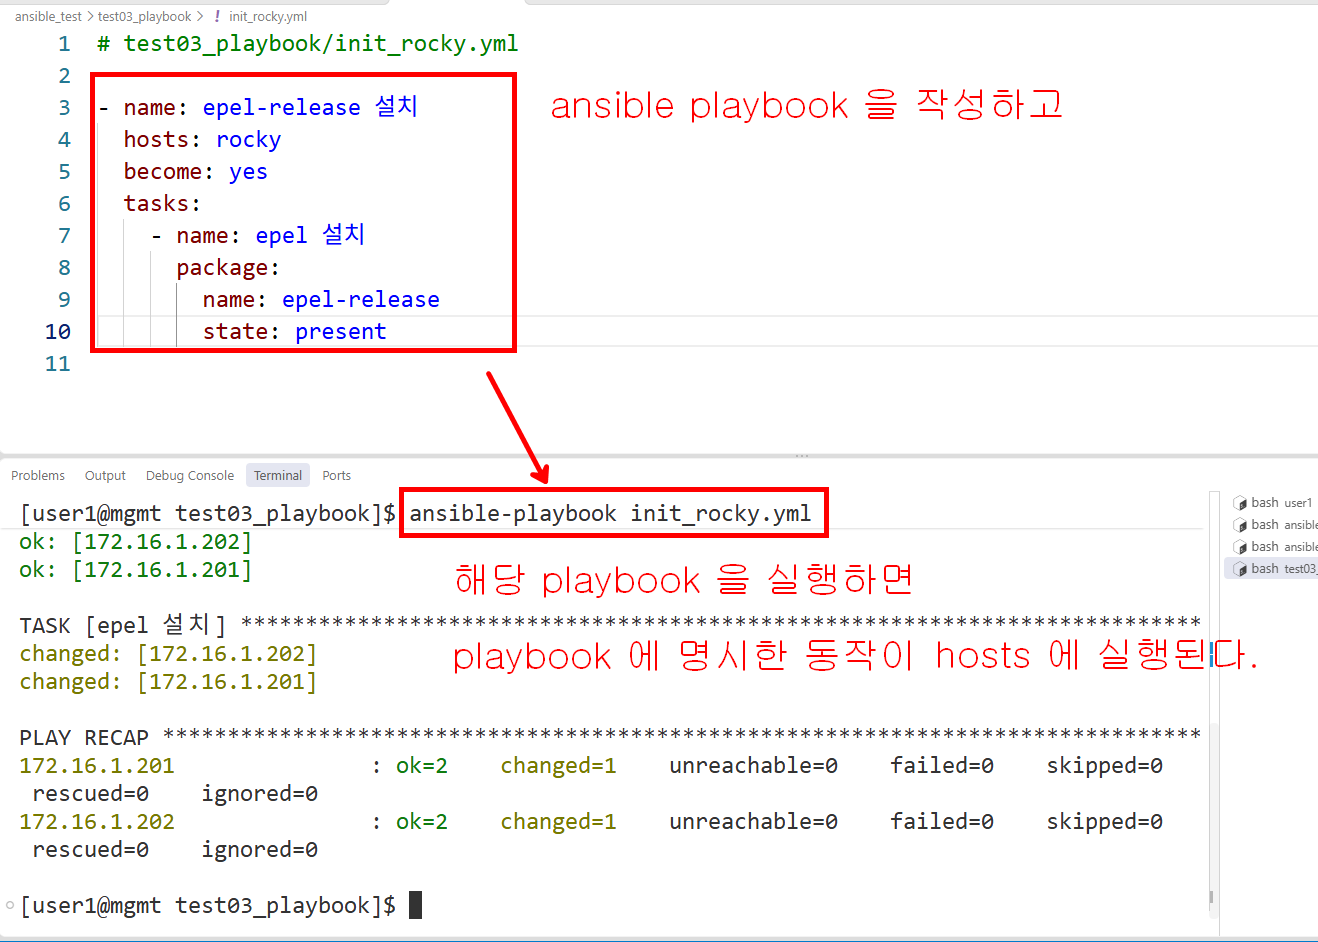 ansible_test > test03_playbook > ! init_rocky.yml
1 # test03_playbook/init_rocky.yml
2
3 - name: epel-release 설치
ansible playbook 을 작성하고
4 hosts: rocky
5 become: yes
6 tasks:
7 - name: epel 설치
8 package:
9 name: epel-release
10 state: present
11
Problems Output Debug Console Terminal Ports
[user1@mgmt test03_playbook]$ ansible-playbook init_rocky.yml
ok: [172.16.1.202]
ok: [172.16.1.201]
해당 playbook 을 실행하면
TASK [epel 설치] *************************************************************************
changed: [172.16.1.202]
playbook 에 명시한 동작이 hosts 에 실행된다.
changed: [172.16.1.201]
PLAY RECAP *******************************************************************************
172.16.1.201 : ok=2 changed=1 unreachable=0 failed=0 skipped=0
rescued=0 ignored=0
172.16.1.202 : ok=2 changed=1 unreachable=0 failed=0 skipped=0
rescued=0 ignored=0
[user1@mgmt test03_playbook]$
bash user1
bash ansible
bash ansible
bash test03_